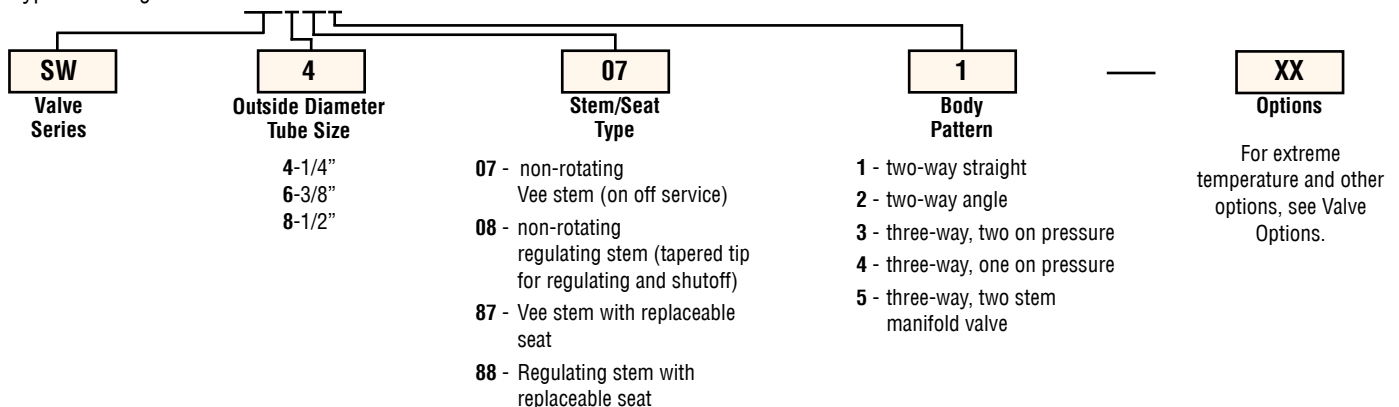 SW
Valve
Series
4
Outside Diameter
Tube Size
4-1/4”
6-3/8”
8-1/2”
07
Stem/Seat
Type
07 - non-rotating
Vee stem (on off service)
08 - non-rotating
regulating stem (tapered tip
for regulating and shutoff)
87 - Vee stem with replaceable
seat
88 - Regulating stem with
replaceable seat
1
Body
Pattern
1 - two-way straight
2 - two-way angle
3 - three-way, two on pressure
4 - three-way, one on pressure
5 - three-way, two stem
manifold valve
—
XX
Options
For extreme
temperature and other
options, see Valve
Options.